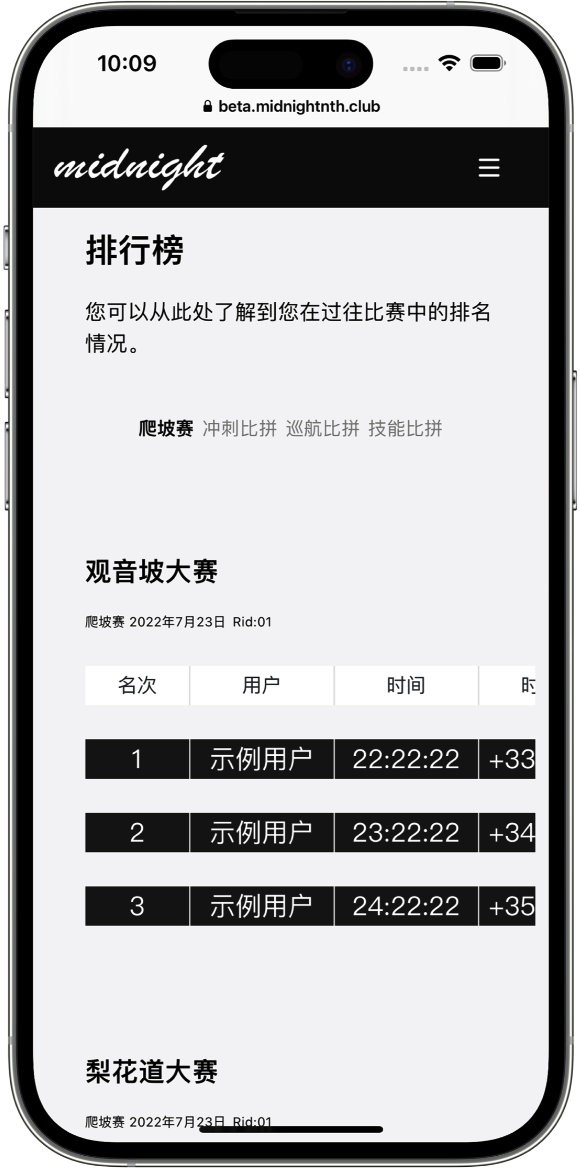 10:09
beta.midnightnth.club
midnight
排行榜
您可以从此处了解到您在过往比赛中的排名
情况。
爬坡赛 冲刺比拼 巡航比拼 技能比拼
观音坡大赛
爬坡赛 2022年7月23日 Rid:01
名次 用户 时间 时
1 示例用户 22:22:22 +33
2 示例用户 23:22:22 +34
3 示例用户 24:22:22 +35
梨花道大赛
爬坡赛 2022年7月23日 Rid:01